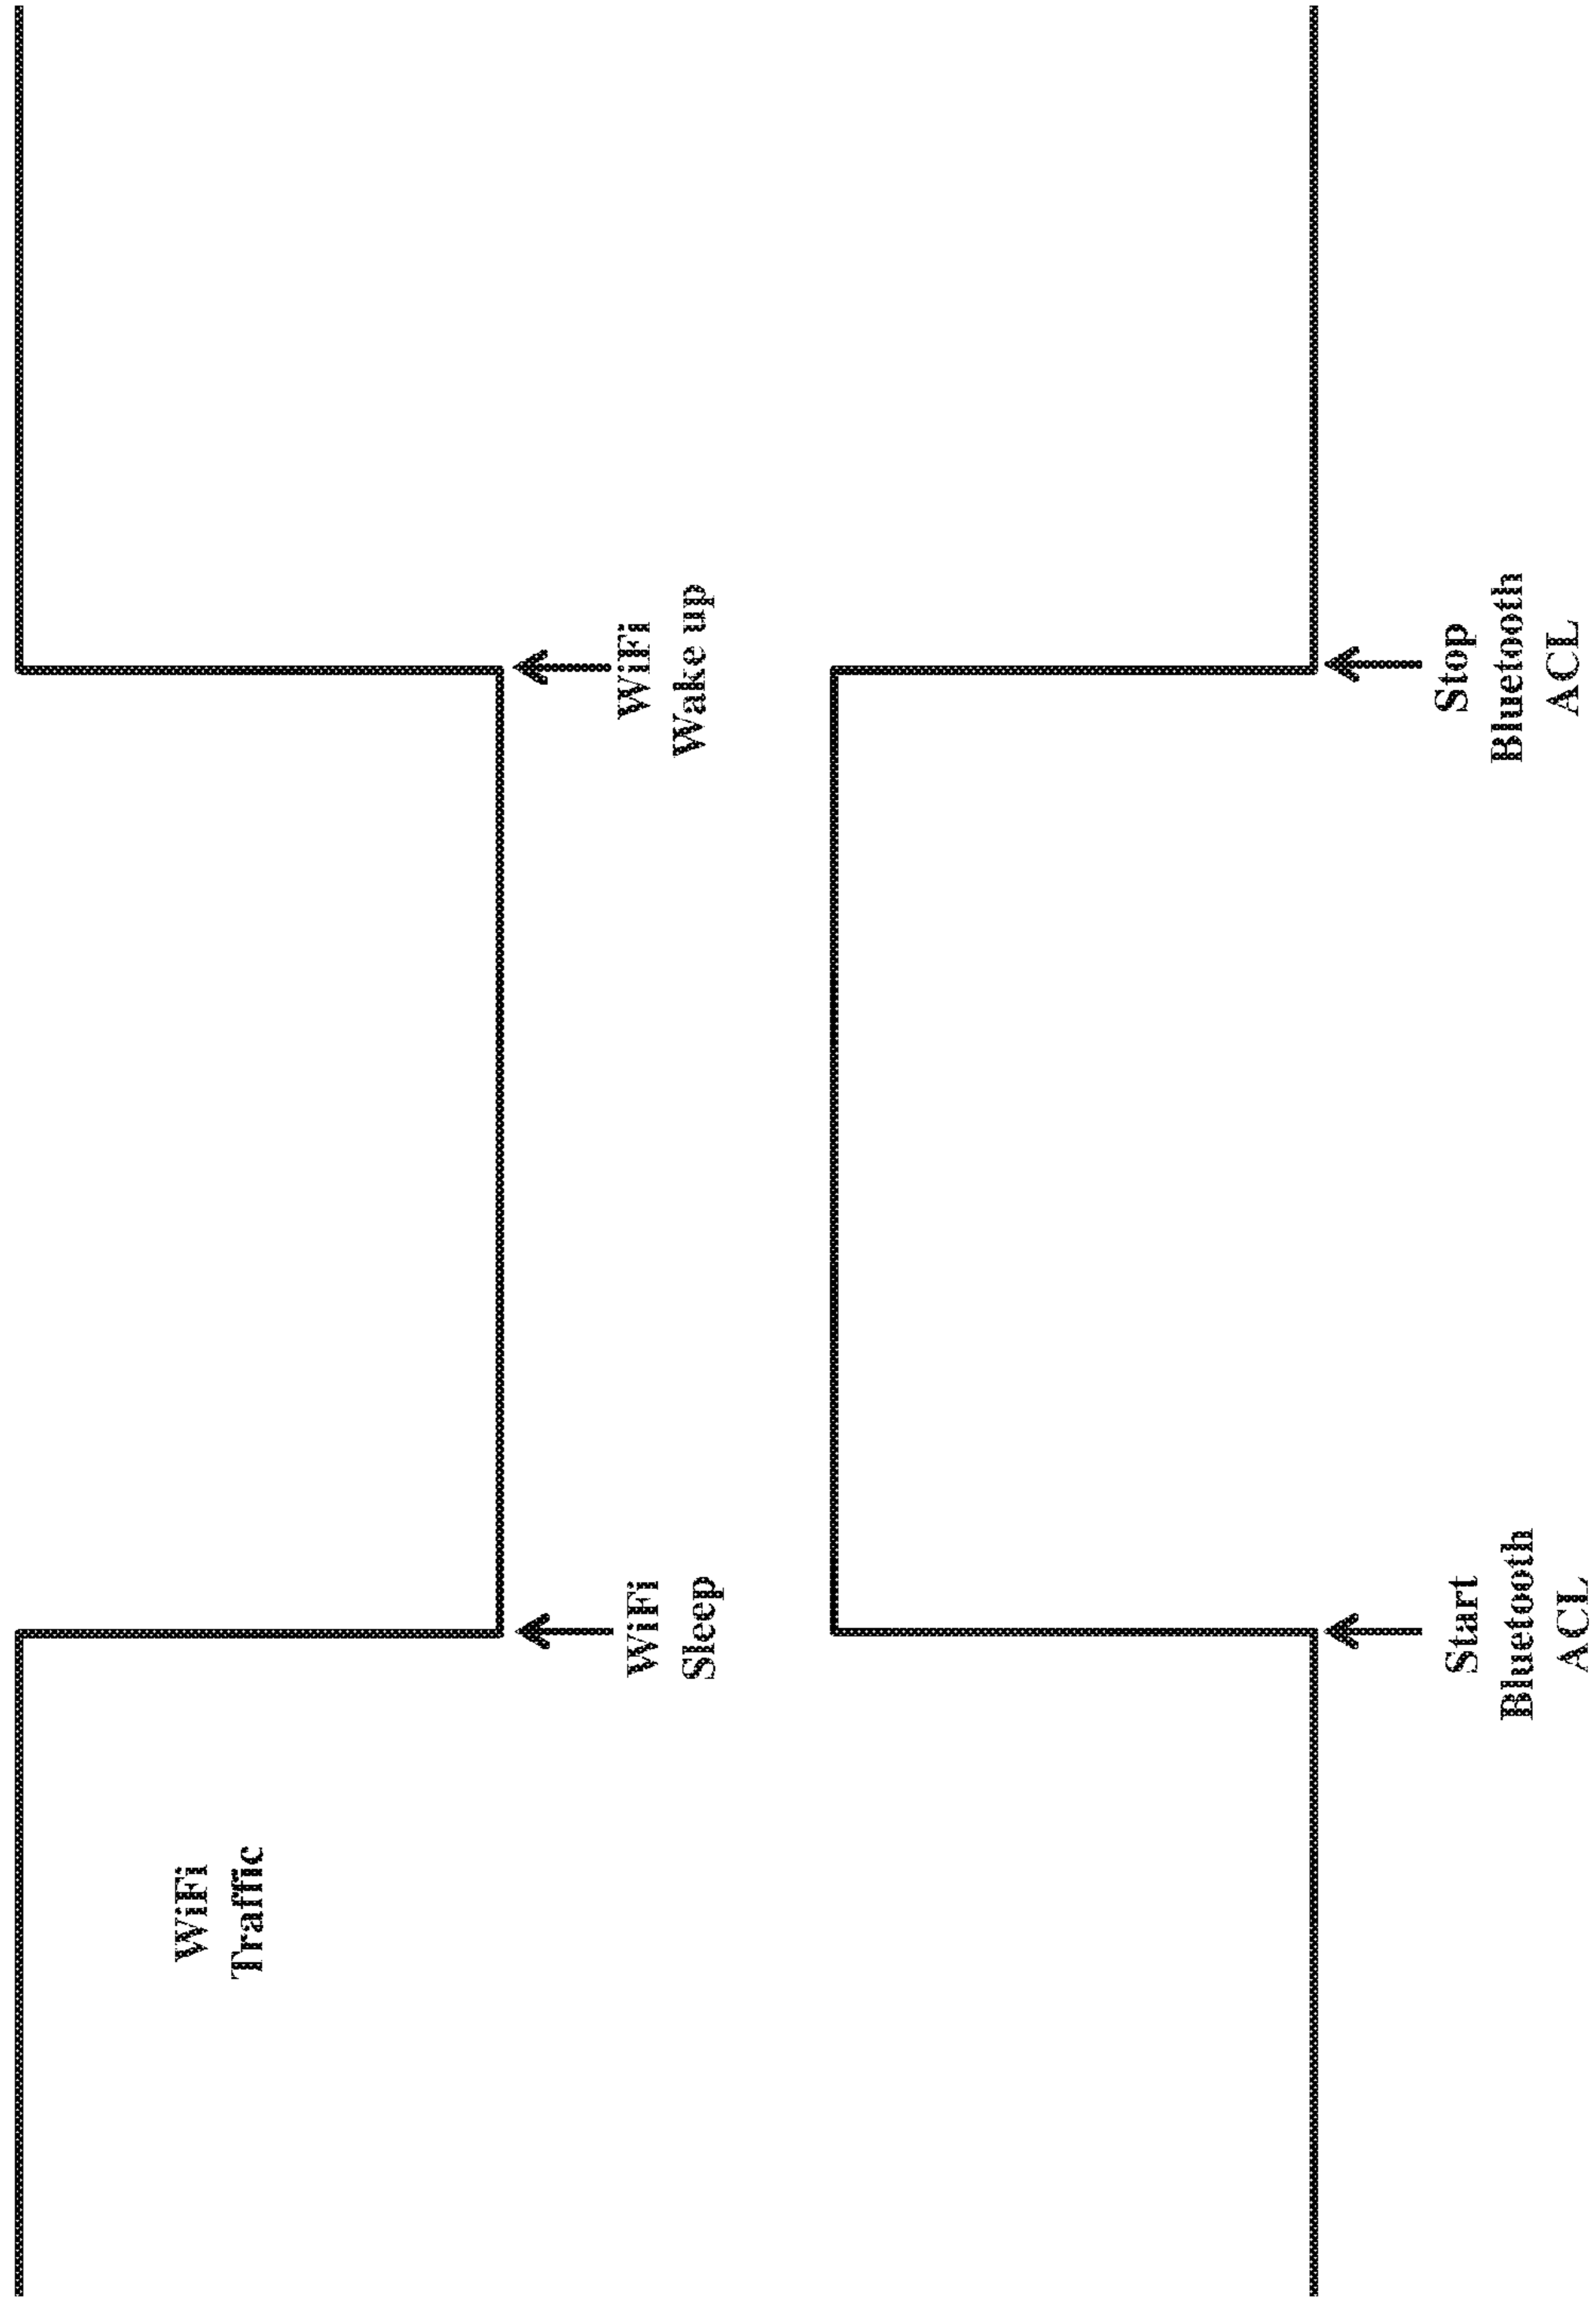 WiFi
Traffic
WiFi
Sleep
WiFi
Wake up
Start
Bluetooth
ACL
Stop
Bluetooth
ACL